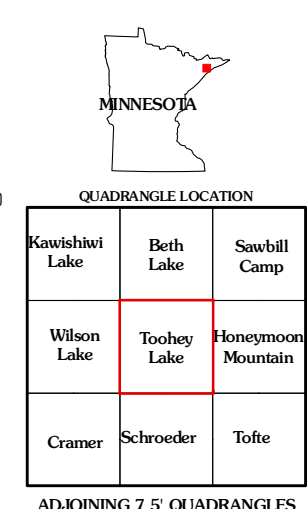 MINNESOTA
QUADRANGLE LOCATION
Kawishiwi Lake
Beth Lake
Sawbill Camp
Wilson Lake
Toohey Lake
Honeymoon Mountain
Cramer
Schroeder
Tofte
ADJOINING 7.5' QUADRANGLES